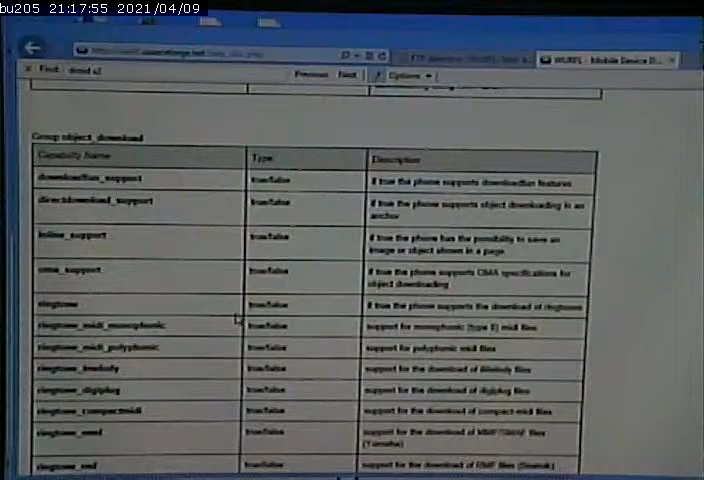 bu205 21:17:55 2021/04/09
WURFL - Mobile Device D...
Find: droid x2
Previous Next
Options
Group object_download
Capability Name Type Description
downloadfun_support true/false if true the phone supports downloadfun features
directdownload_support true/false if true the phone supports object downloading in an
anchor
inline_support true/false if true the phone has the possibility to save an
image or object shown in a page
oma_support true/false if true the phone supports OMA specifications for
object downloading
ringtone true/false if true the phone supports the download of ringtones
ringtone_midi_monophonic true/false support for monophonic (type 0) midi files
ringtone_midi_polyphonic true/false support for polyphonic midi files
ringtone_imelody true/false support for the download of iMelody files
ringtone_digiplug true/false support for the download of digiplug files
ringtone_compactmidi true/false support for the download of compact midi files
ringtone_mmf true/false support for the download of MMF/SMAF files
(Yamaha)
ringtone_rmf true/false support for the download of RMF files (Beatnik)